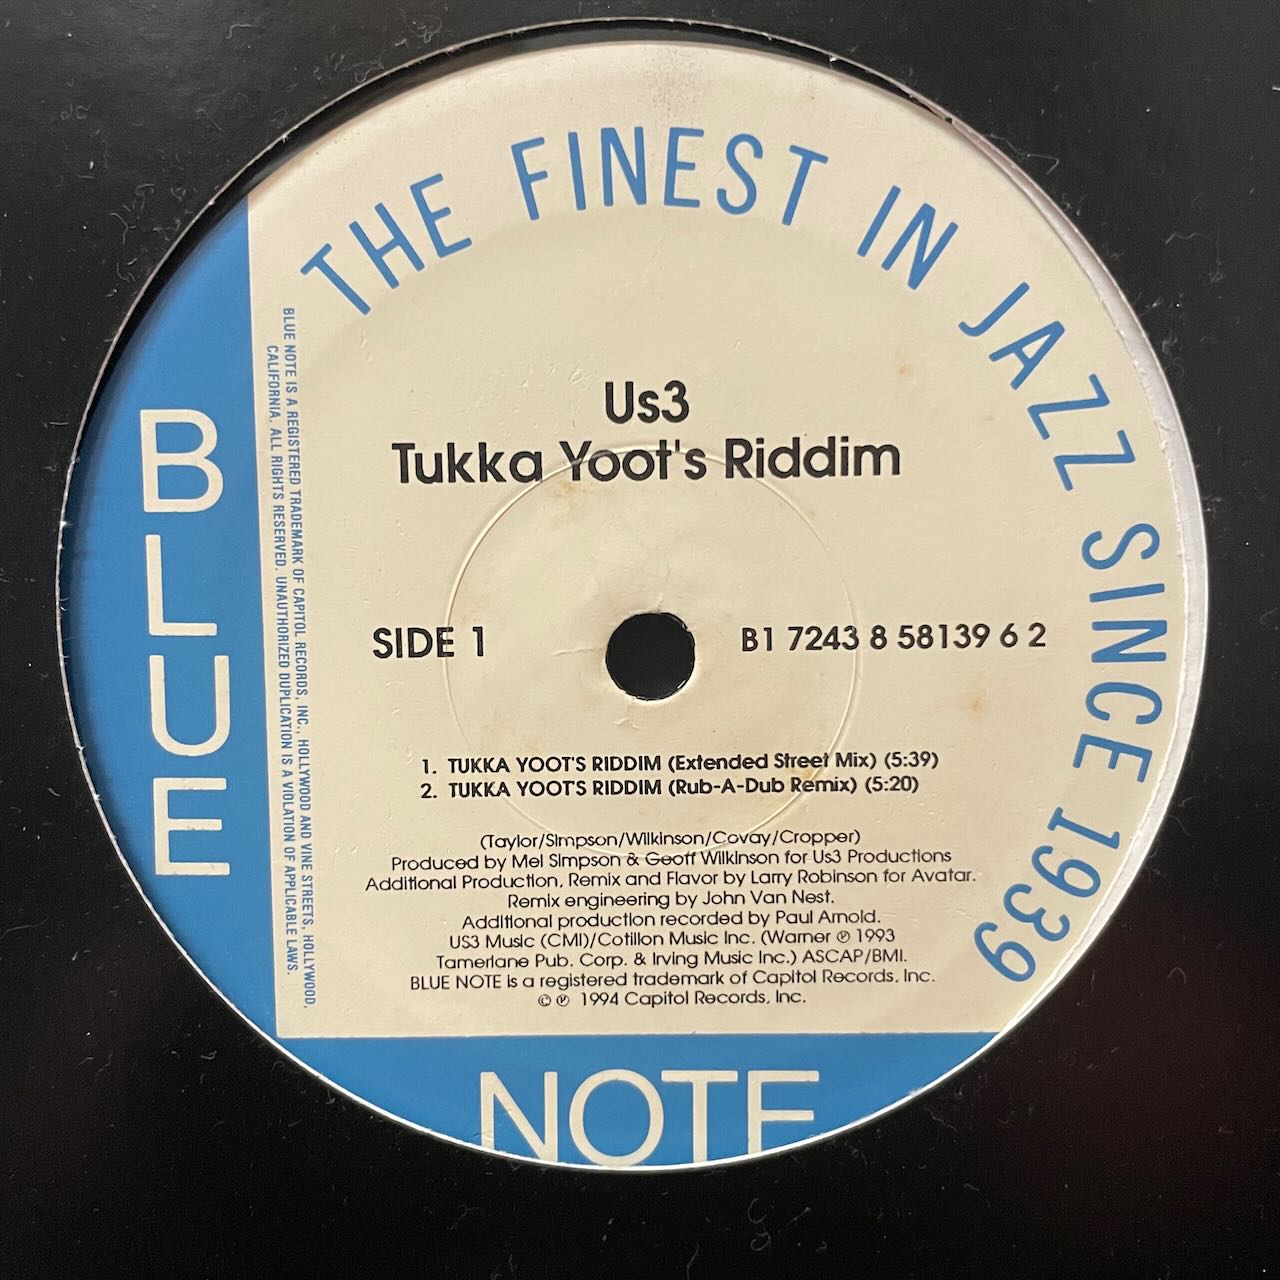 THE FINEST IN JAZZ SINCE 1939
BLUE
BLUE NOTE IS A REGISTERED TRADEMARK OF CAPITOL RECORDS, INC., HOLLYWOOD AND VINE STREETS, HOLLYWOOD,
CALIFORNIA. ALL RIGHTS RESERVED. UNAUTHORIZED DUPLICATION IS A VIOLATION OF APPLICABLE LAWS.
Us3
Tukka Yoot's Riddim
SIDE 1
B1 7243 8 58139 6 2
1. TUKKA YOOT'S RIDDIM (Extended Street Mix) (5:39)
2. TUKKA YOOT'S RIDDIM (Rub-A-Dub Remix) (5:20)
(Taylor/Simpson/Wilkinson/Covay/Cropper)
Produced by Mel Simpson & Geoff Wilkinson for Us3 Productions
Additional Production, Remix and Flavor by Larry Robinson for Avatar.
Remix engineering by John Van Nest.
Additional production recorded by Paul Arnold.
US3 Music (CMI)/Cotillon Music Inc. (Warner ℗ 1993
Tamerlane Pub. Corp. & Irving Music Inc.) ASCAP/BMI.
BLUE NOTE is a registered trademark of Capitol Records, Inc.
© ℗ 1994 Capitol Records, Inc.
NOTE